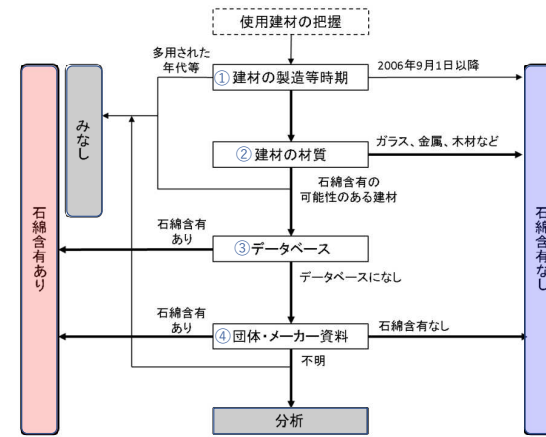 使用建材の把握
多用された
年代等
①建材の製造等時期
2006年9月1日以降
みなし
②建材の材質
ガラス、金属、木材など
石綿含有の
可能性のある建材
石綿含有あり
石綿含有なし
石綿含有
あり
③データベース
データベースになし
石綿含有
あり
④団体・メーカー資料
石綿含有なし
不明
分析